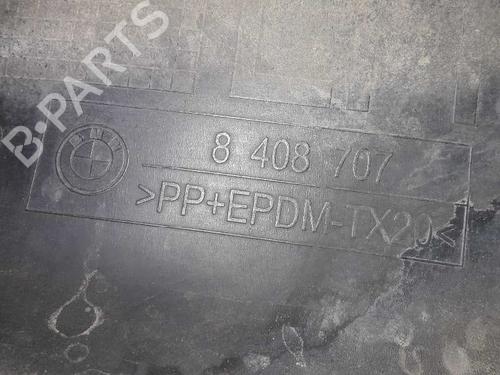 B-PARTS
BMW
8 408 707
>PP+EPDM-TX20<